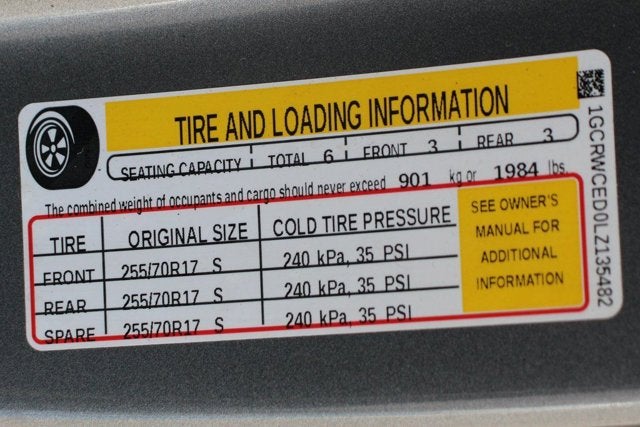 TIRE AND LOADING INFORMATION
SEATING CAPACITY TOTAL 6 FRONT 3 REAR 3
The combined weight of occupants and cargo should never exceed 901 kg or 1984 lbs.
TIRE ORIGINAL SIZE COLD TIRE PRESSURE
FRONT 255/70R17 S 240 kPa, 35 PSI
REAR 255/70R17 S 240 kPa, 35 PSI
SPARE 255/70R17 S 240 kPa, 35 PSI
SEE OWNER'S
MANUAL FOR
ADDITIONAL
INFORMATION
1GCRWCED0LZ135482